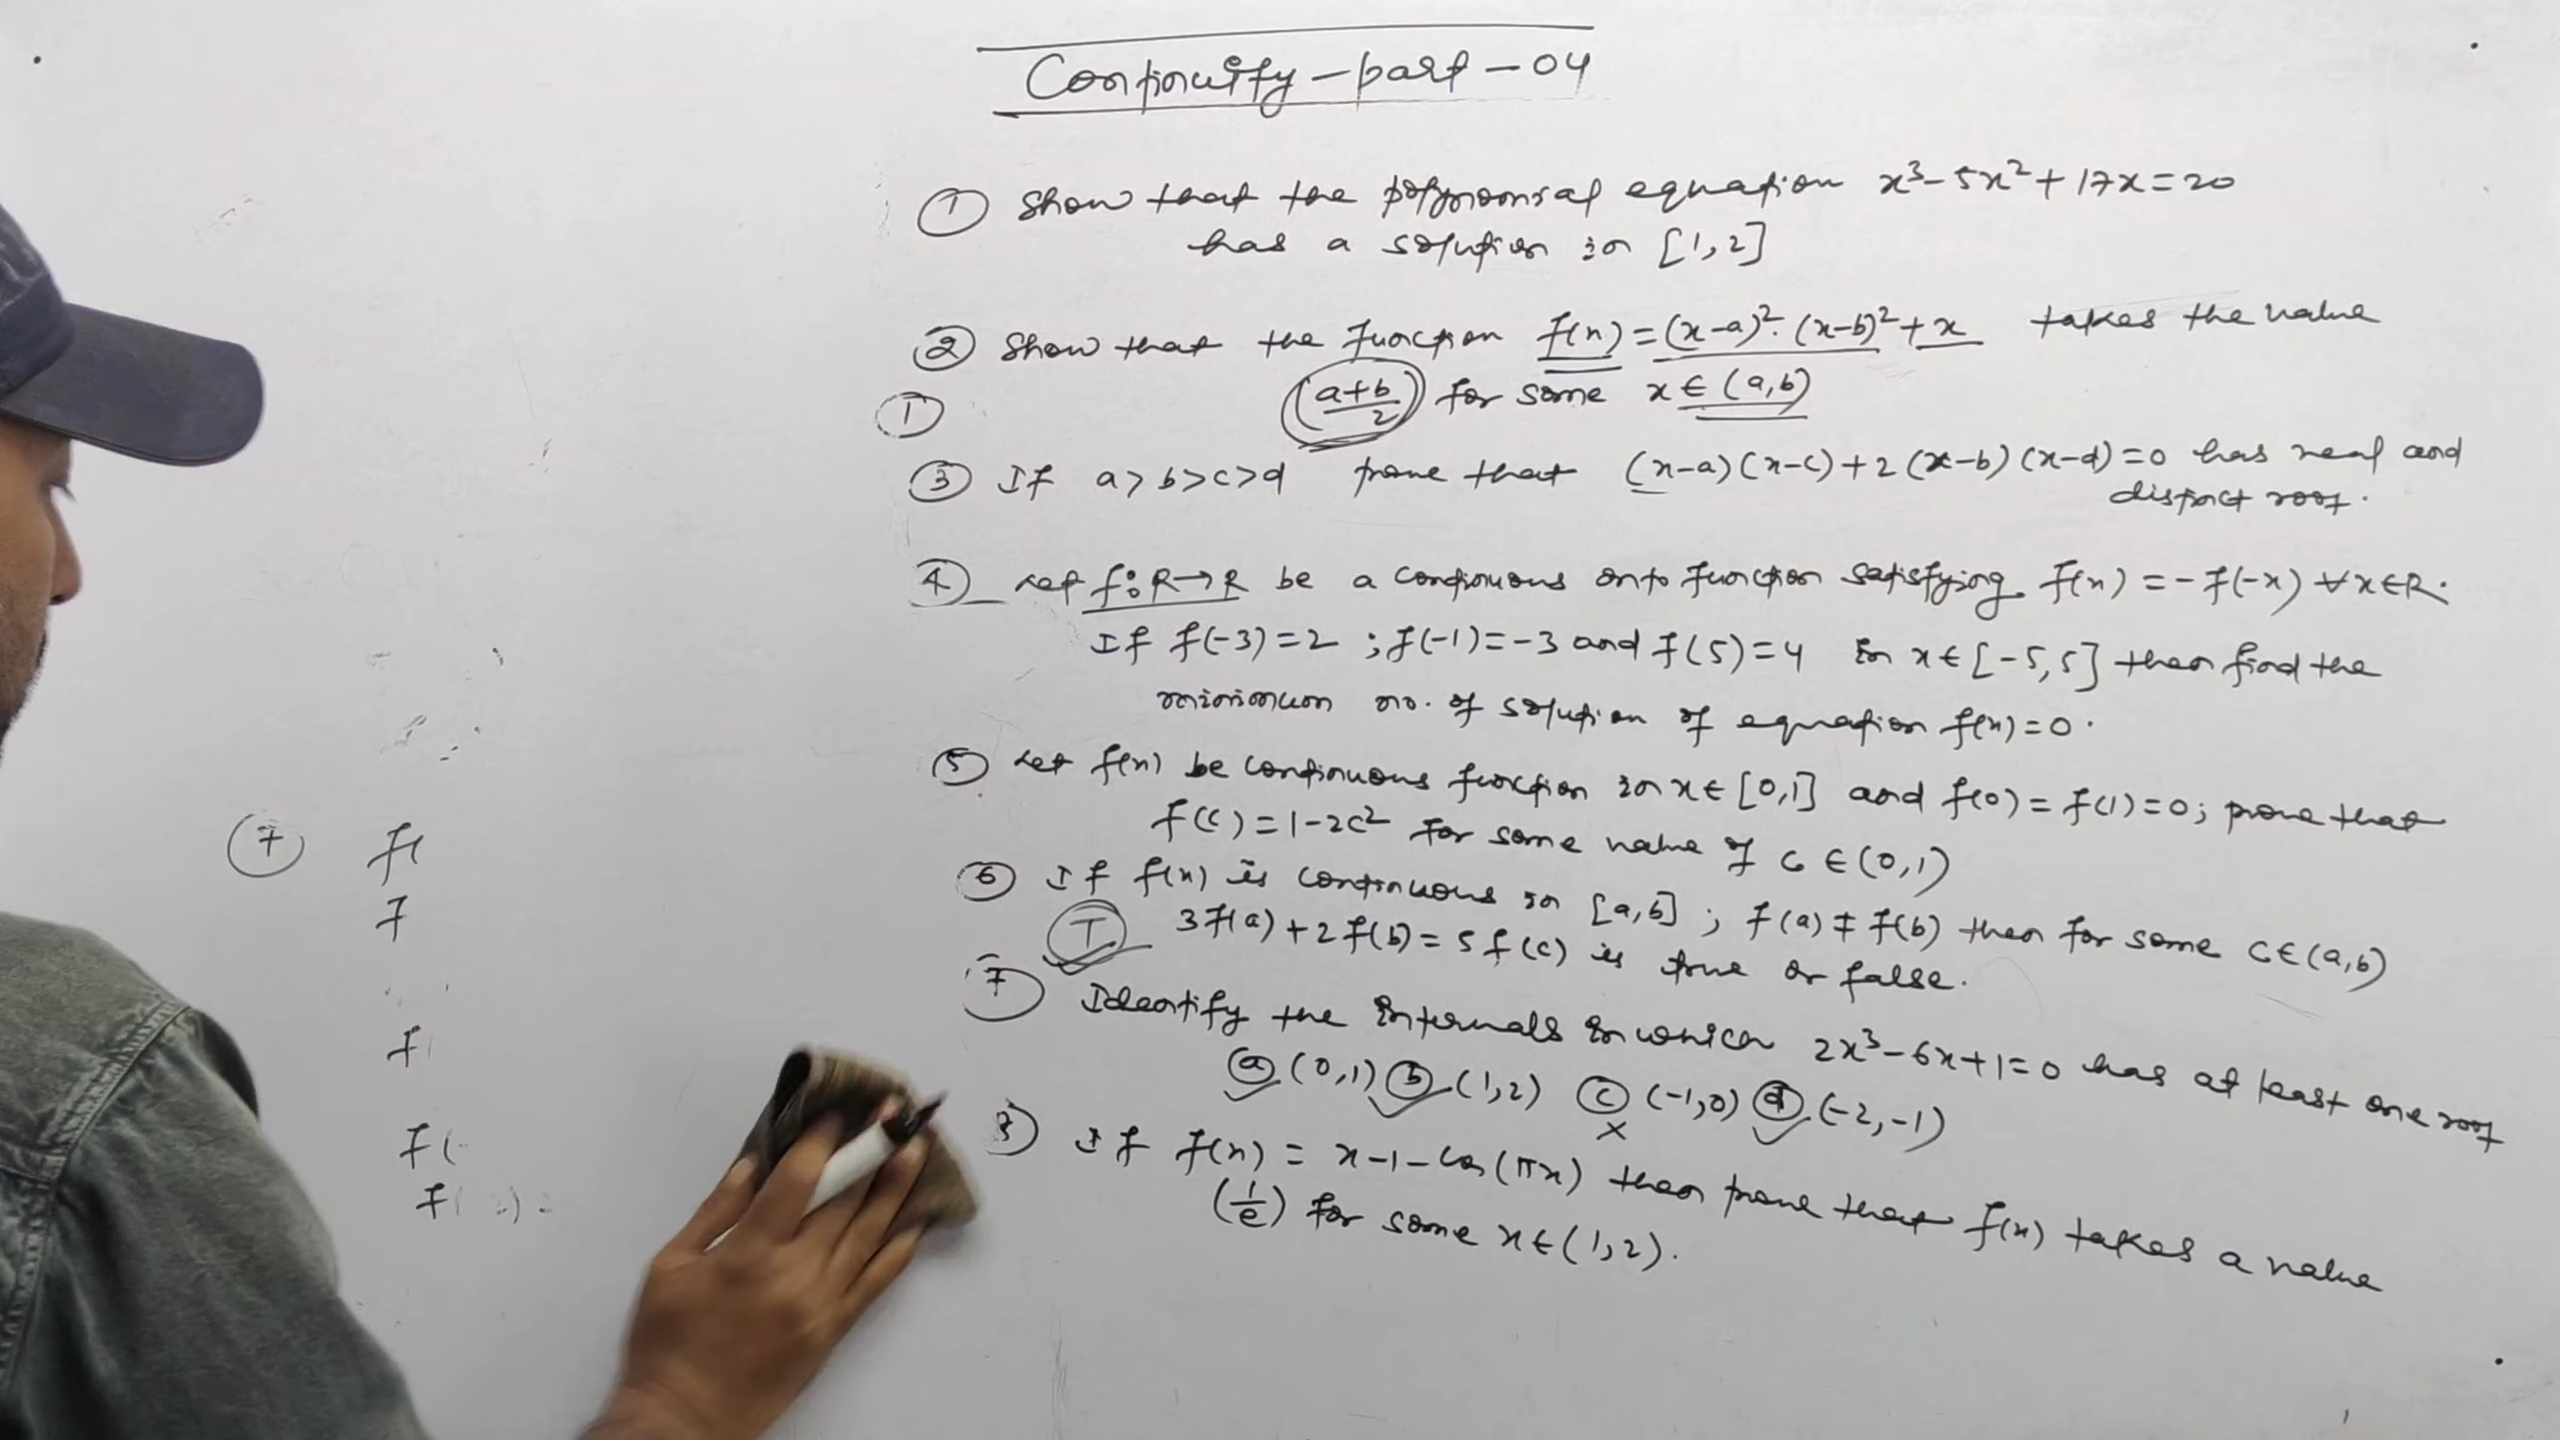 Continuity - part - 04
① Show that the polynomial equation x³ - 5x² + 17x = 20
has a solution in [1, 2]
② Show that the function f(x) = (x-a)². (x-b)² + x takes the value
① (a+b/2) for some x ∈ (a, b)
③ If a > b > c > d prove that (x-a) (x-c) + 2 (x-b) (x-d) = 0 has real and
distinct root.
④ Let f: R → R be a continuous onto function satisfying f(x) = -f(-x) ∀ x ∈ R.
If f(-3) = 2 ; f(-1) = -3 and f(5) = 4 in x ∈ [-5, 5] then find the
minimum no. of solution of equation f(x) = 0.
⑤ Let f(x) be continuous function in x ∈ [0, 1] and f(0) = f(1) = 0; prove that
f(c) = 1 - 2c² for some value of c ∈ (0, 1)
⑥ If f(x) is continuous in [a, b] ; f(a) ≠ f(b) then for some c ∈ (a, b)
T 3f(a) + 2f(b) = 5f(c) is true or false.
⑦ Identify the intervals in which 2x³ - 6x + 1 = 0 has at least one root
ⓐ (0, 1) ⓑ (1, 2) ⓒ (-1, 0) ⓓ (-2, -1)
8) If f(x) = x - 1 - cos(πx) then prove that f(x) takes a value
(1/e) for some x ∈ (1, 2).
⑦ f(
f
f
f(
f( ) =